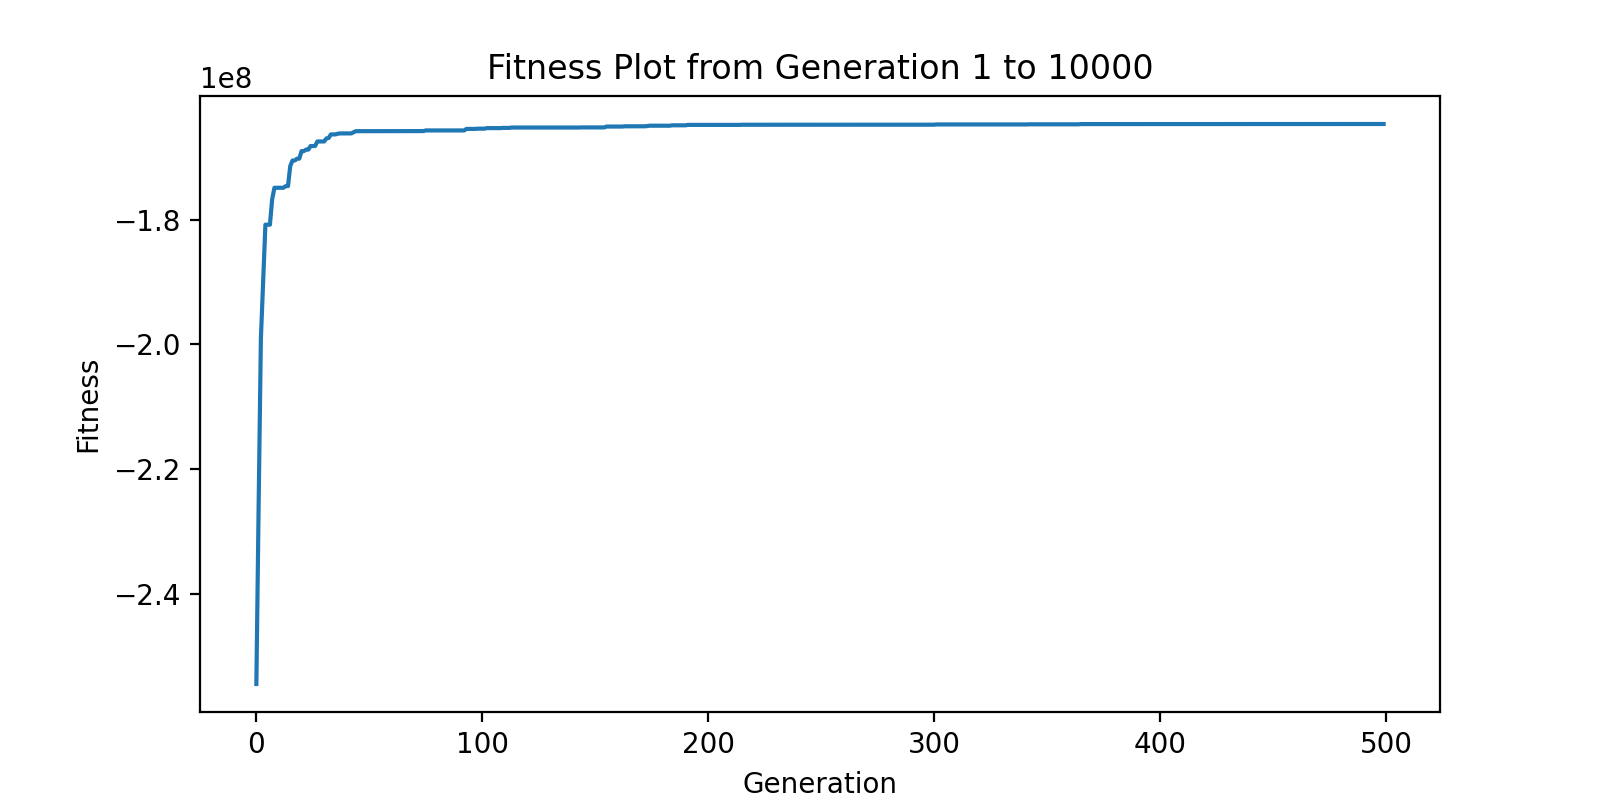 Fitness Plot from Generation 1 to 10000
1e8
−1.8
−2.0
−2.2
−2.4
Fitness
0 100 200 300 400 500
Generation